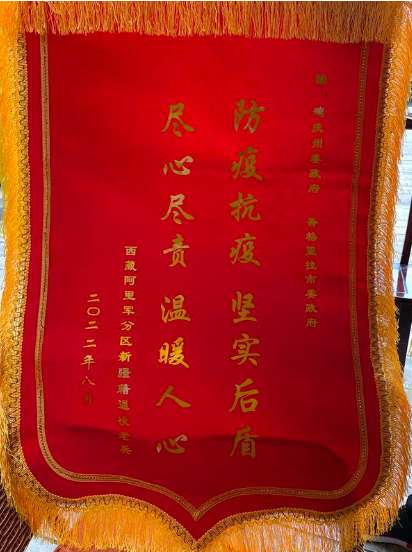 迪庆州委政府 香格里拉市委政府
防疫抗疫 坚实后盾
尽心尽责 温暖人心
西藏阿里军分区新疆籍退役老兵
二〇二二年八月